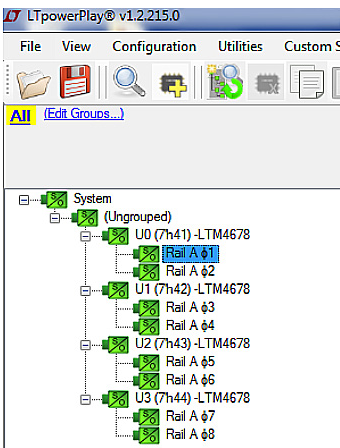 LTpowerPlay® v1.2.215.0
File View Configuration Utilities Custom S
All (Edit Groups...)
System
(Ungrouped)
U0 (7h41) -LTM4678
Rail A ϕ1
Rail A ϕ2
U1 (7h42) -LTM4678
Rail A ϕ3
Rail A ϕ4
U2 (7h43) -LTM4678
Rail A ϕ5
Rail A ϕ6
U3 (7h44) -LTM4678
Rail A ϕ7
Rail A ϕ8